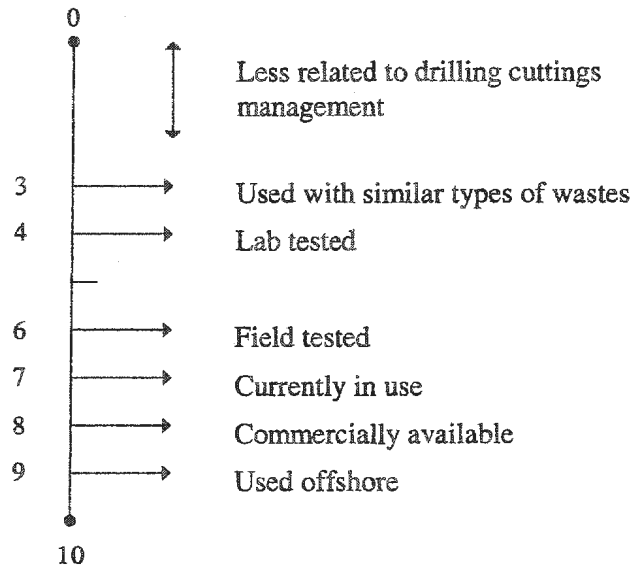 0
Less related to drilling cuttings
management
3 Used with similar types of wastes
4 Lab tested
6 Field tested
7 Currently in use
8 Commercially available
9 Used offshore
10